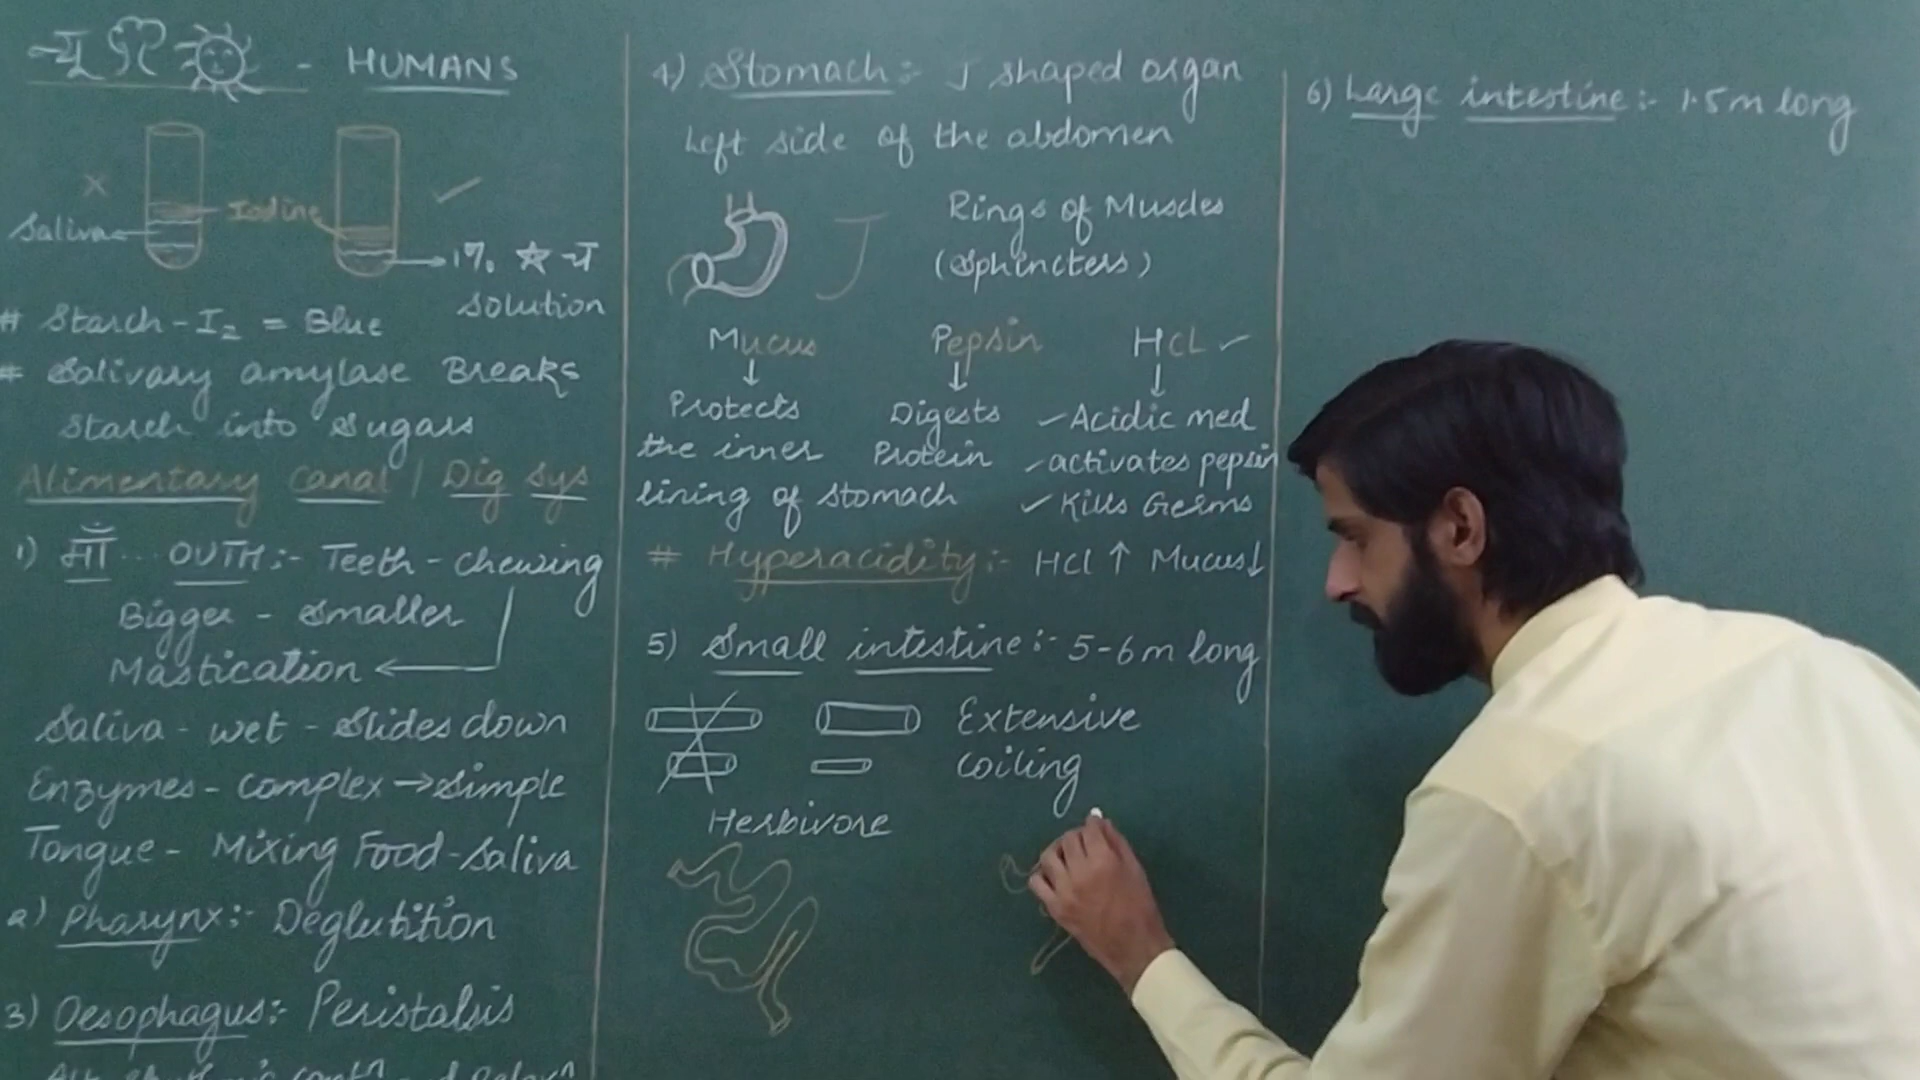 न्यू - HUMANS
Saliva
Iodine
1% ☆ र्च
Solution
# Starch - I₂ = Blue
# Salivary amylase Breaks
Starch into Sugars
Alimentary Canal / Dig Sys
1) माँ ... OUTH :- Teeth - chewing
Bigger - Smaller
Mastication
Saliva - wet - Slides down
Enzymes - Complex → Simple
Tongue - Mixing Food - Saliva
2) Pharynx :- Deglutition
3) Oesophagus :- Peristalsis
4) Stomach :- J shaped organ
Left side of the abdomen
J
Rings of Muscles
(Sphincters)
Mucus Pepsin HCL ✓
↓ ↓ ↓
Protects Digests ✓ Acidic med
the inner Protein ✓ activates pepsin
lining of stomach ✓ Kills Germs
# Hyperacidity :- HCl ↑ Mucus ↓
5) Small intestine :- 5-6m long
Extensive
Coiling
Herbivore
6) Large intestine :- 1.5m long